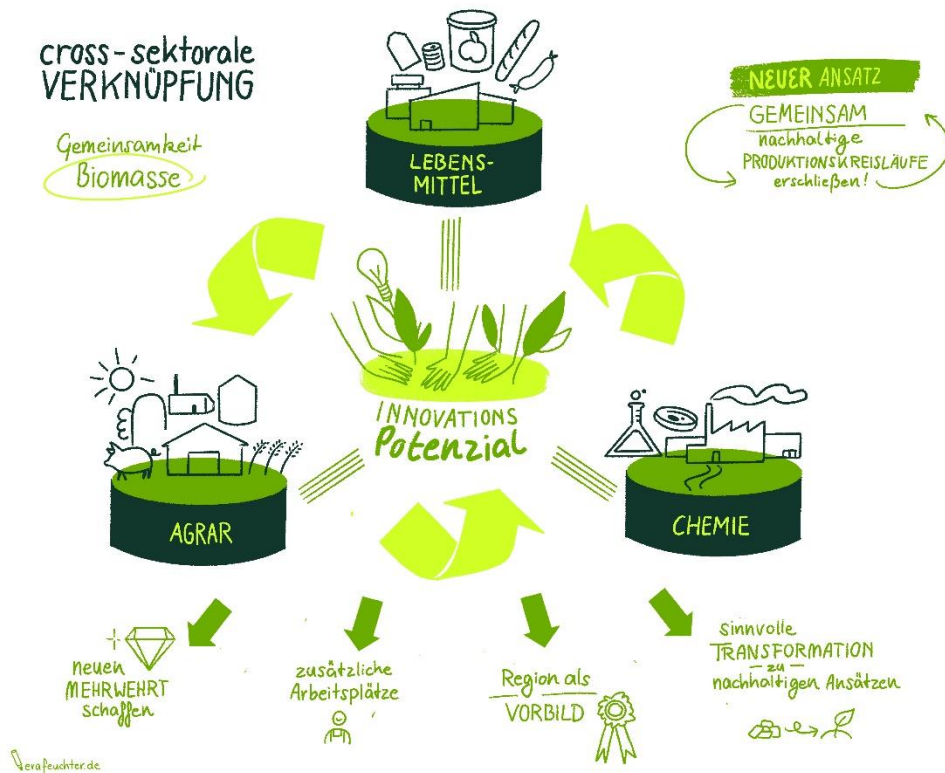 cross-sektorale
VERKNÜPFUNG
Gemeinsamkeit
Biomasse
NEUER ANSATZ
GEMEINSAM
nachhaltige
PRODUKTIONSKREISLÄUFE
erschließen!
LEBENS-
MITTEL
INNOVATIONS
Potenzial
AGRAR
CHEMIE
neuen
MEHRWEHRT
schaffen
zusätzliche
Arbeitsplätze
Region als
VORBILD
sinnvolle
TRANSFORMATION
zu
nachhaltigen Ansätzen
verafeuchter.de